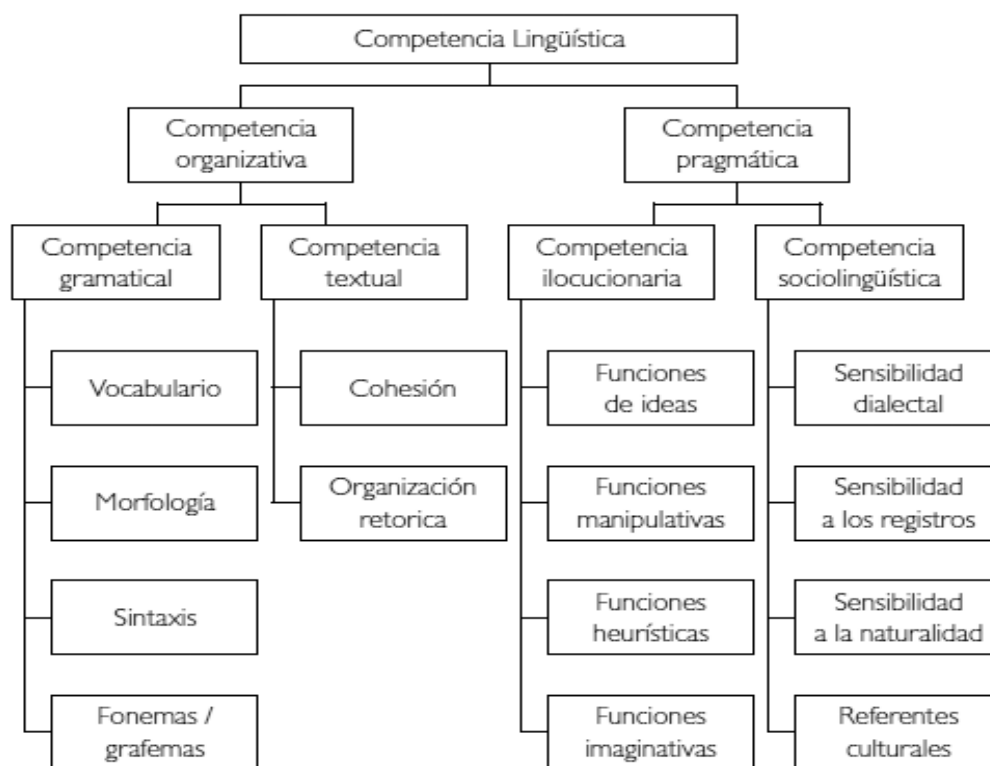 Competencia Lingüística
Competencia
organizativa
Competencia
pragmática
Competencia
gramatical
Competencia
textual
Competencia
ilocucionaria
Competencia
sociolingüística
Vocabulario
Cohesión
Funciones
de ideas
Sensibilidad
dialectal
Morfología
Organización
retorica
Funciones
manipulativas
Sensibilidad
a los registros
Sintaxis
Funciones
heurísticas
Sensibilidad
a la naturalidad
Fonemas /
grafemas
Funciones
imaginativas
Referentes
culturales